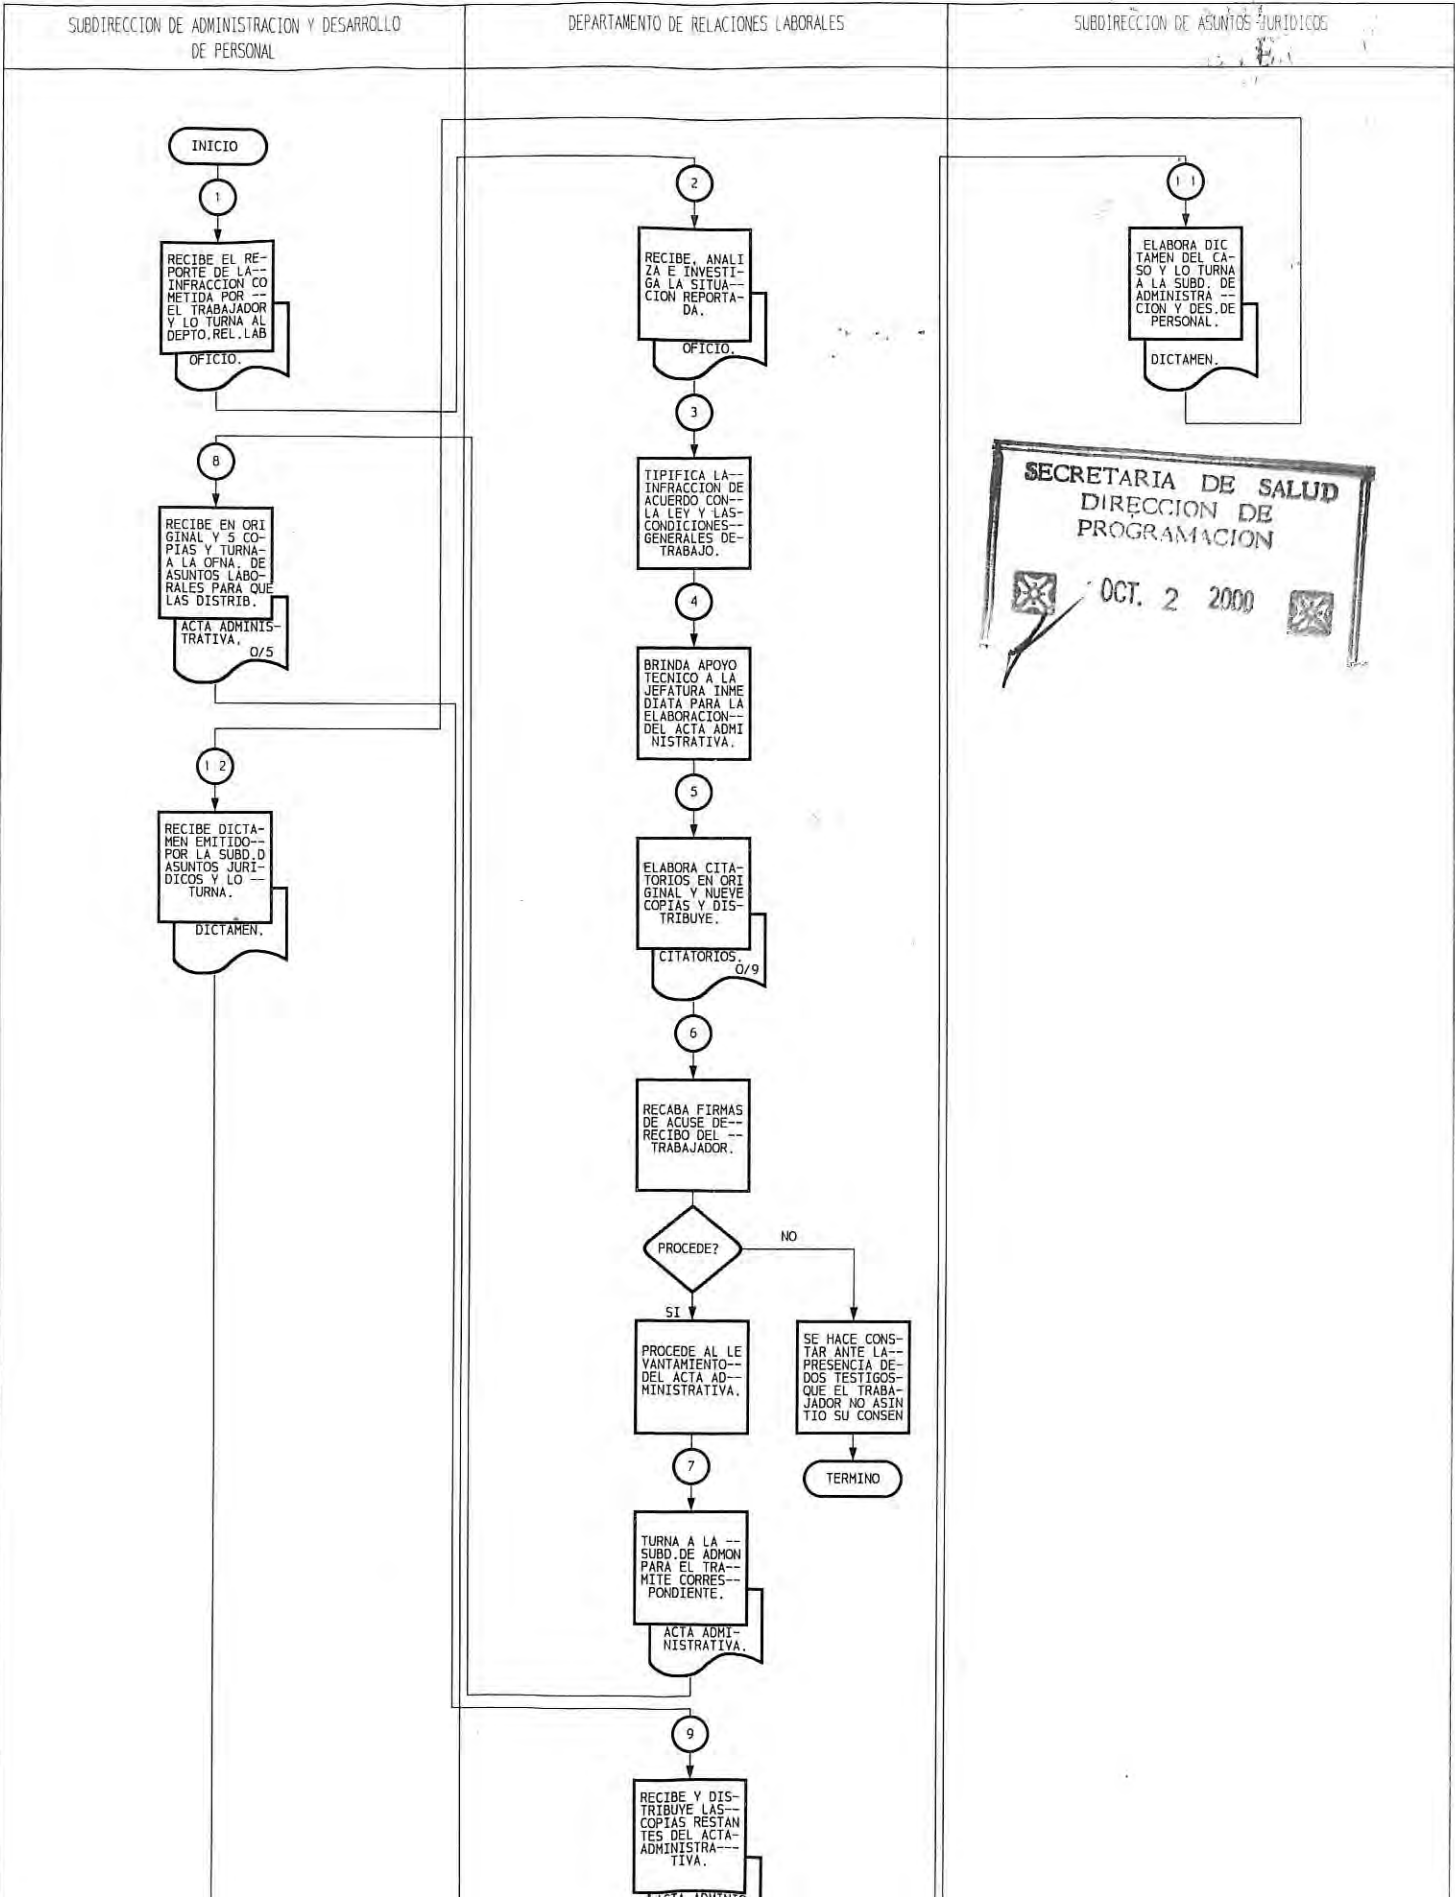 SUBDIRECCION DE ADMINISTRACION Y DESARROLLO
DE PERSONAL
DEPARTAMENTO DE RELACIONES LABORALES
SUBDIRECCION DE ASUNTOS JURIDICOS
INICIO
1
RECIBE EL RE-
PORTE DE LA--
INFRACCION CO
METIDA POR --
EL TRABAJADOR
Y LO TURNA AL
DEPTO.REL.LAB
OFICIO.
8
RECIBE EN ORI
GINAL Y 5 CO-
PIAS Y TURNA-
A LA OFNA. DE
ASUNTOS LABO-
RALES PARA QUE
LAS DISTRIB.
ACTA ADMINIS-
TRATIVA.
O/5
1 2
RECIBE DICTA-
MEN EMITIDO--
POR LA SUBD.D
ASUNTOS JURI-
DICOS Y LO --
TURNA.
DICTAMEN.
2
RECIBE, ANALI
ZA E INVESTI-
GA LA SITUA--
CION REPORTA-
DA.
OFICIO.
3
TIPIFICA LA--
INFRACCION DE
ACUERDO CON--
LA LEY Y LAS-
CONDICIONES--
GENERALES DE-
TRABAJO.
4
BRINDA APOYO
TECNICO A LA
JEFATURA INME
DIATA PARA LA
ELABORACION--
DEL ACTA ADMI
NISTRATIVA.
5
ELABORA CITA-
TORIOS EN ORI
GINAL Y NUEVE
COPIAS Y DIS-
TRIBUYE.
CITATORIOS.
O/9
6
RECABA FIRMAS
DE ACUSE DE--
RECIBO DEL --
TRABAJADOR.
PROCEDE?
NO
SI
PROCEDE AL LE
VANTAMIENTO--
DEL ACTA AD--
MINISTRATIVA.
SE HACE CONS-
TAR ANTE LA--
PRESENCIA DE-
DOS TESTIGOS-
QUE EL TRABA-
JADOR NO ASIN
TIO SU CONSEN
TERMINO
7
TURNA A LA --
SUBD.DE ADMON
PARA EL TRA--
MITE CORRES--
PONDIENTE.
ACTA ADMI-
NISTRATIVA.
9
RECIBE Y DIS-
TRIBUYE LAS--
COPIAS RESTAN
TES DEL ACTA-
ADMINISTRA---
TIVA.
ACTA ADMINIS
1 1
ELABORA DIC
TAMEN DEL CA-
SO Y LO TURNA
A LA SUBD. DE
ADMINISTRA --
CION Y DES.DE
PERSONAL.
DICTAMEN.
SECRETARIA DE SALUD
DIRECCION DE
PROGRAMACION
OCT. 2 2000